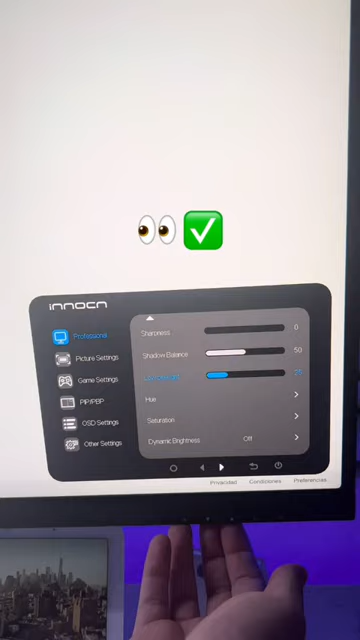 INNOCN
Professional
Picture Settings
Game Settings
PIP/PBP
OSD Settings
Other Settings
Sharpness 0
Shadow Balance 50
25
Hue
Saturation
Dynamic Brightness Off
Privacidad Condiciones Preferencias